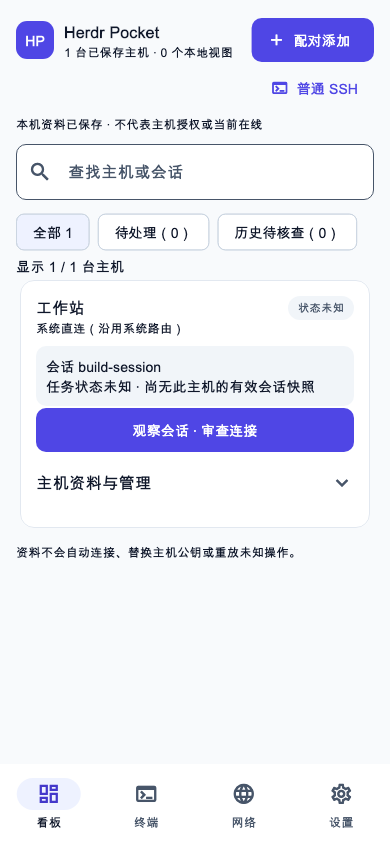 HP
Herdr Pocket
1 台已保存主机 · 0 个本地视图
配对添加
普通 SSH
本机资料已保存 · 不代表主机授权或当前在线
查找主机或会话
全部 1
待处理 ( 0 )
历史待核查 ( 0 )
显示 1 / 1 台主机
工作站
状态未知
系统直连 ( 沿用系统路由 )
会话 build-session
任务状态未知 · 尚无此主机的有效会话快照
观察会话 · 审查连接
主机资料与管理
资料不会自动连接、替换主机公钥或重放未知操作。
看板
终端
网络
设置